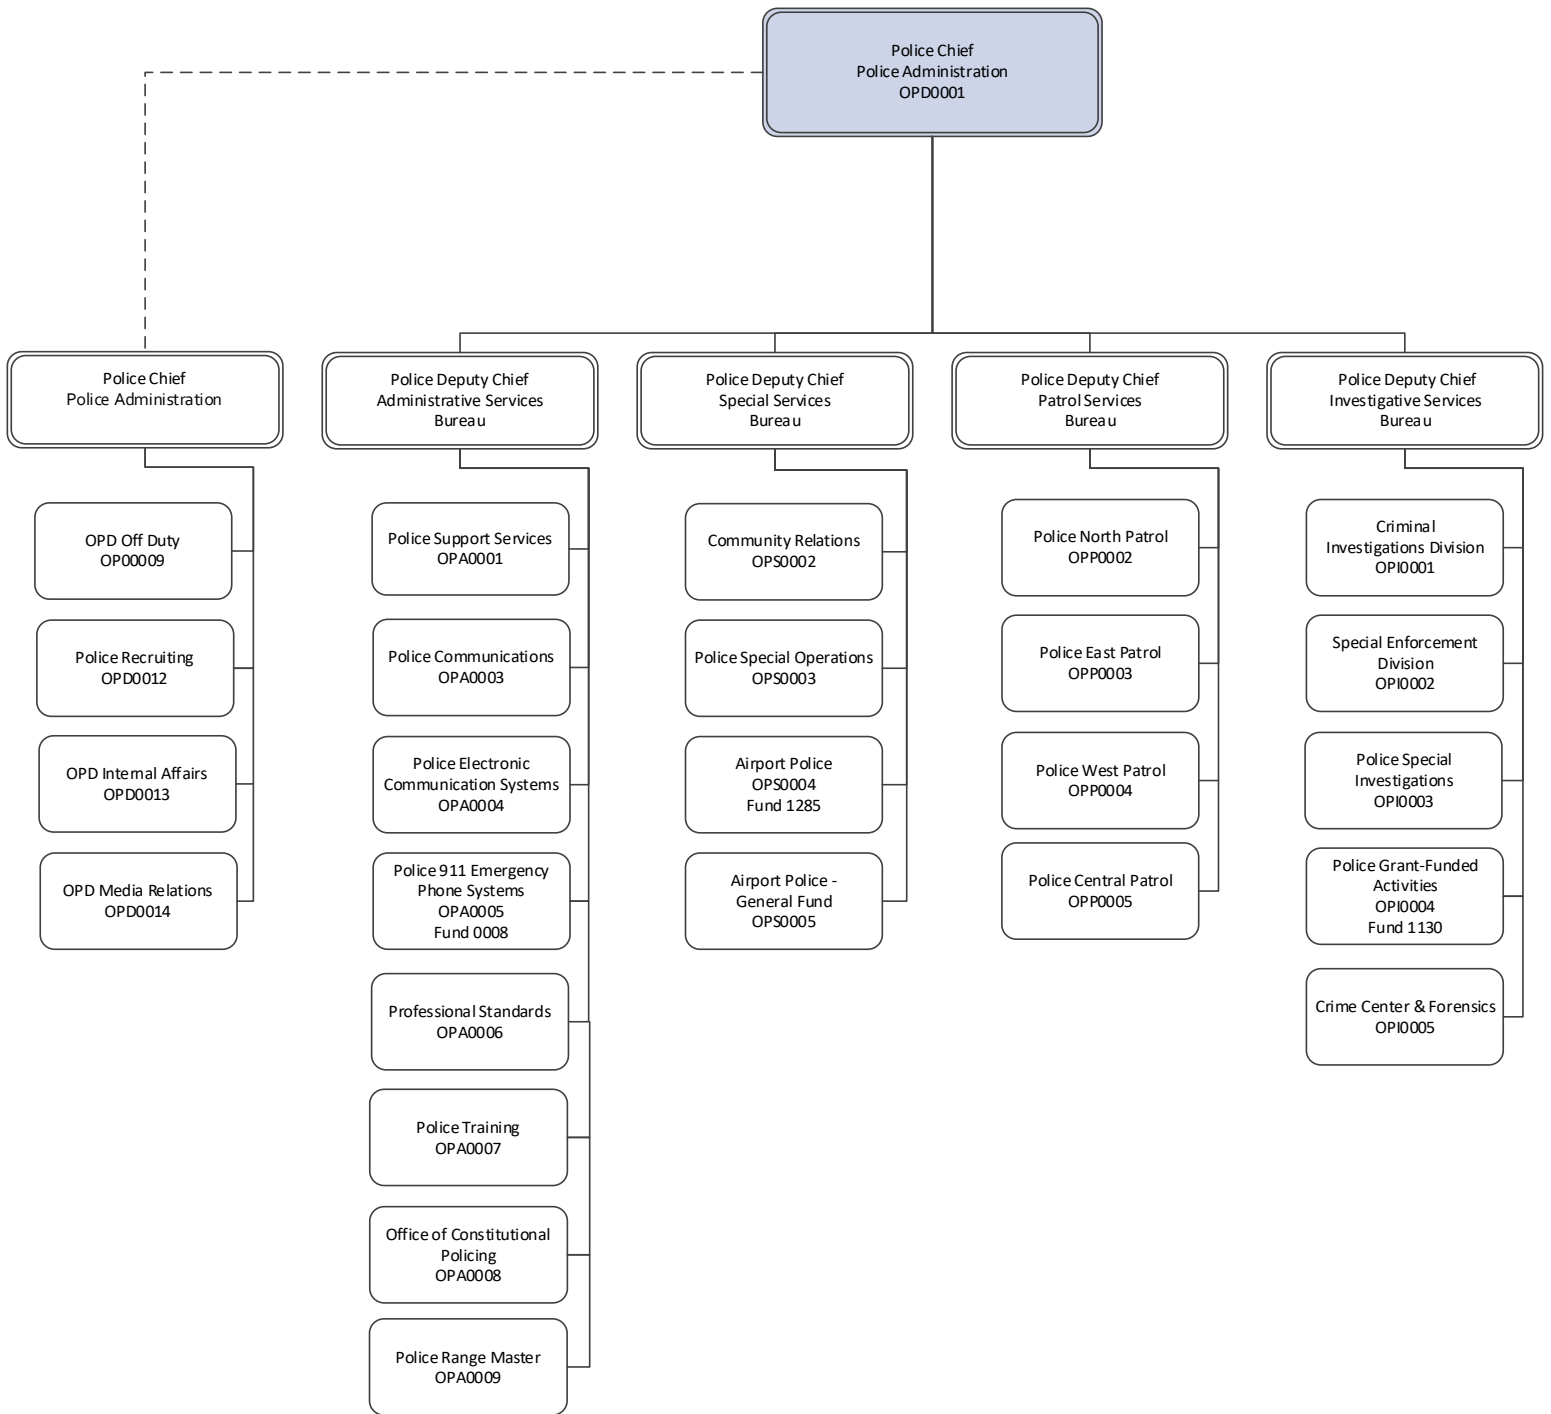 Police Chief
Police Administration
OPD0001
Police Chief
Police Administration
Police Deputy Chief
Administrative Services
Bureau
Police Deputy Chief
Special Services
Bureau
Police Deputy Chief
Patrol Services
Bureau
Police Deputy Chief
Investigative Services
Bureau
OPD Off Duty
OP00009
Police Recruiting
OPD0012
OPD Internal Affairs
OPD0013
OPD Media Relations
OPD0014
Police Support Services
OPA0001
Police Communications
OPA0003
Police Electronic
Communication Systems
OPA0004
Police 911 Emergency
Phone Systems
OPA0005
Fund 0008
Professional Standards
OPA0006
Police Training
OPA0007
Office of Constitutional
Policing
OPA0008
Police Range Master
OPA0009
Community Relations
OPS0002
Police Special Operations
OPS0003
Airport Police
OPS0004
Fund 1285
Airport Police -
General Fund
OPS0005
Police North Patrol
OPP0002
Police East Patrol
OPP0003
Police West Patrol
OPP0004
Police Central Patrol
OPP0005
Criminal
Investigations Division
OPI0001
Special Enforcement
Division
OPI0002
Police Special
Investigations
OPI0003
Police Grant-Funded
Activities
OPI0004
Fund 1130
Crime Center & Forensics
OPI0005